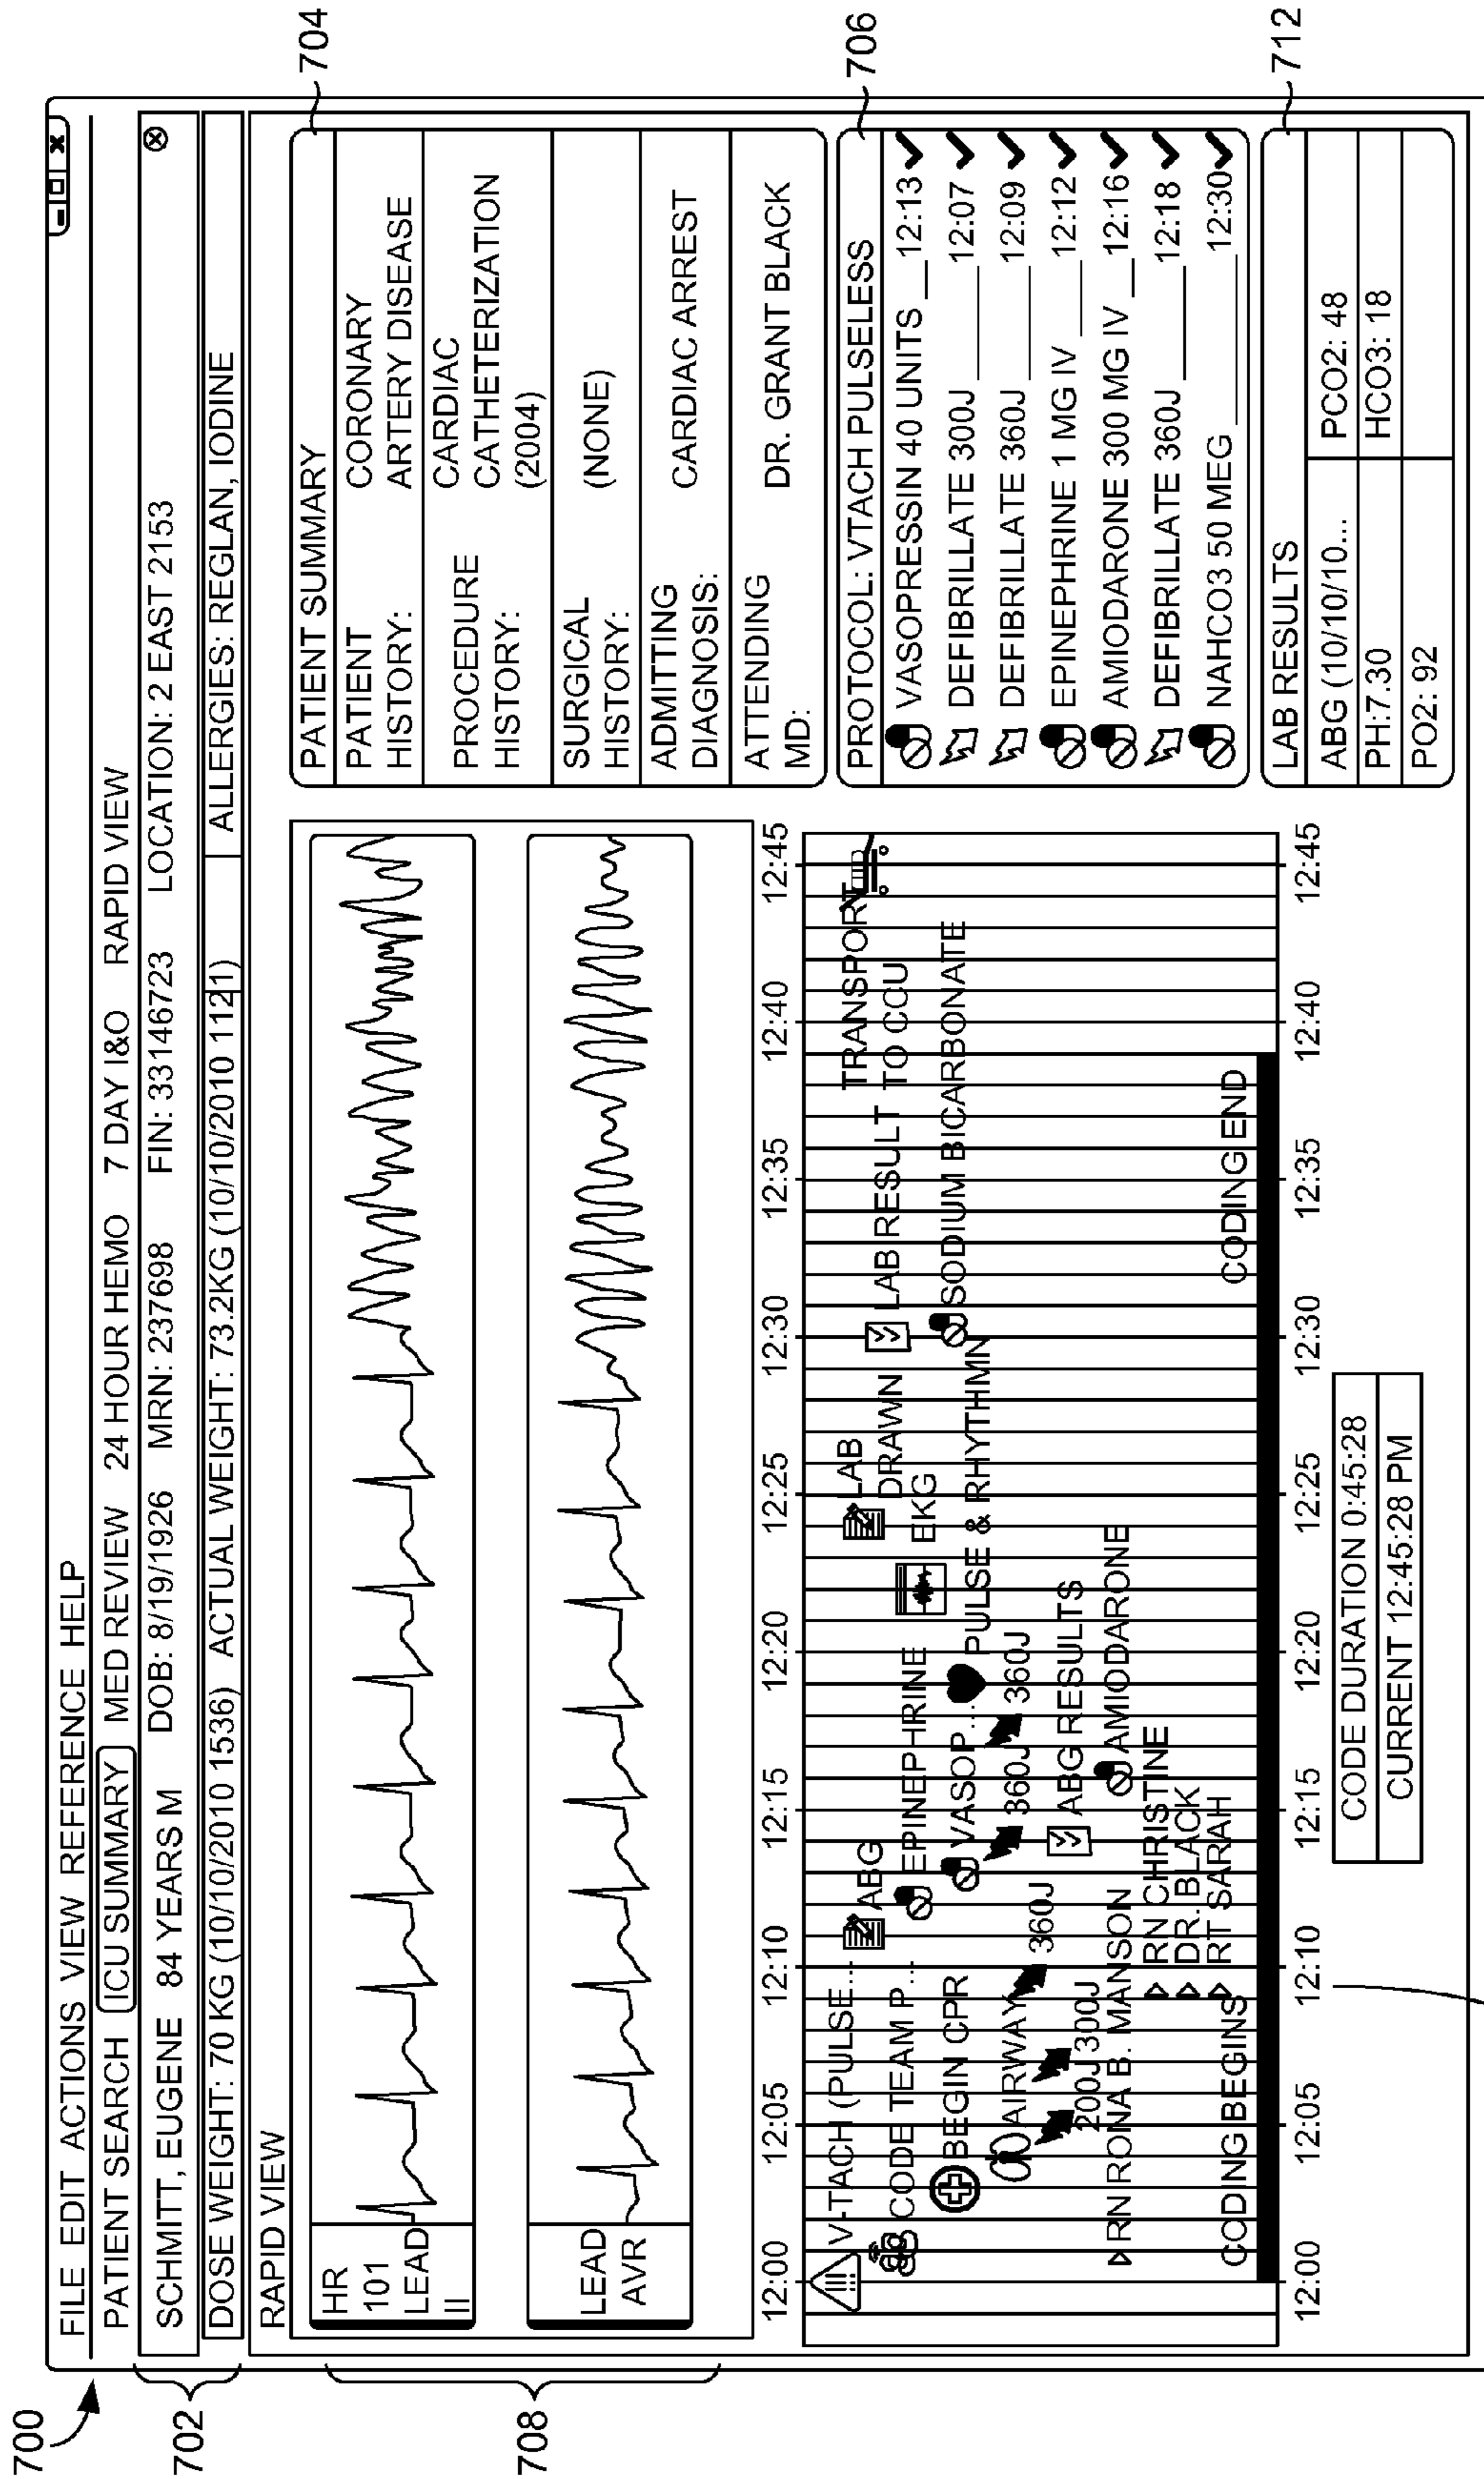 700
FILE EDIT ACTIONS VIEW REFERENCE HELP
PATIENT SEARCH ICU SUMMARY MED REVIEW 24 HOUR HEMO 7 DAY I&O RAPID VIEW
702
SCHMITT, EUGENE 84 YEARS M DOB: 8/19/1926 MRN: 237698 FIN: 33146723 LOCATION: 2 EAST 2153
DOSE WEIGHT: 70 KG (10/10/2010 1536) ACTUAL WEIGHT: 73.2KG (10/10/2010 1121) ALLERGIES: REGLAN, IODINE
RAPID VIEW
708
HR
101
LEAD
II
LEAD
AVR
704
PATIENT SUMMARY
PATIENT HISTORY: CORONARY ARTERY DISEASE
PROCEDURE HISTORY: CARDIAC CATHETERIZATION (2004)
SURGICAL HISTORY: (NONE)
ADMITTING DIAGNOSIS: CARDIAC ARREST
ATTENDING MD: DR. GRANT BLACK
706
PROTOCOL: VTACH PULSELESS
VASOPRESSIN 40 UNITS __12:13
DEFIBRILLATE 300J ______12:07
DEFIBRILLATE 360J ______12:09
EPINEPHRINE 1 MG IV ____12:12
AMIODARONE 300 MG IV __12:16
DEFIBRILLATE 360J ______12:18
NAHCO3 50 MEG _________12:30
712
LAB RESULTS
ABG (10/10/10... PCO2: 48
PH:7.30 HCO3: 18
PO2: 92
12:00 12:05 12:10 12:15 12:20 12:25 12:30 12:35 12:40 12:45
V-TACH (PULSE... ABG LAB DRAWN LAB RESULT TRANSPORT TO CCU
CODE TEAM P... EPINEPHRINE EKG
BEGIN CPR VASOP... PULSE & RHYTHMN SODIUM BICARBONATE
AIRWAY 360J 360J 360J
200J 300J ABG RESULTS
RN RONA B. MANSON AMIODARONE
RN CHRISTINE
DR. BLACK
CODING BEGINS RT SARAH CODING END
12:00 12:05 12:10 12:15 12:20 12:25 12:30 12:35 12:40 12:45
CODE DURATION 0:45:28
CURRENT 12:45:28 PM